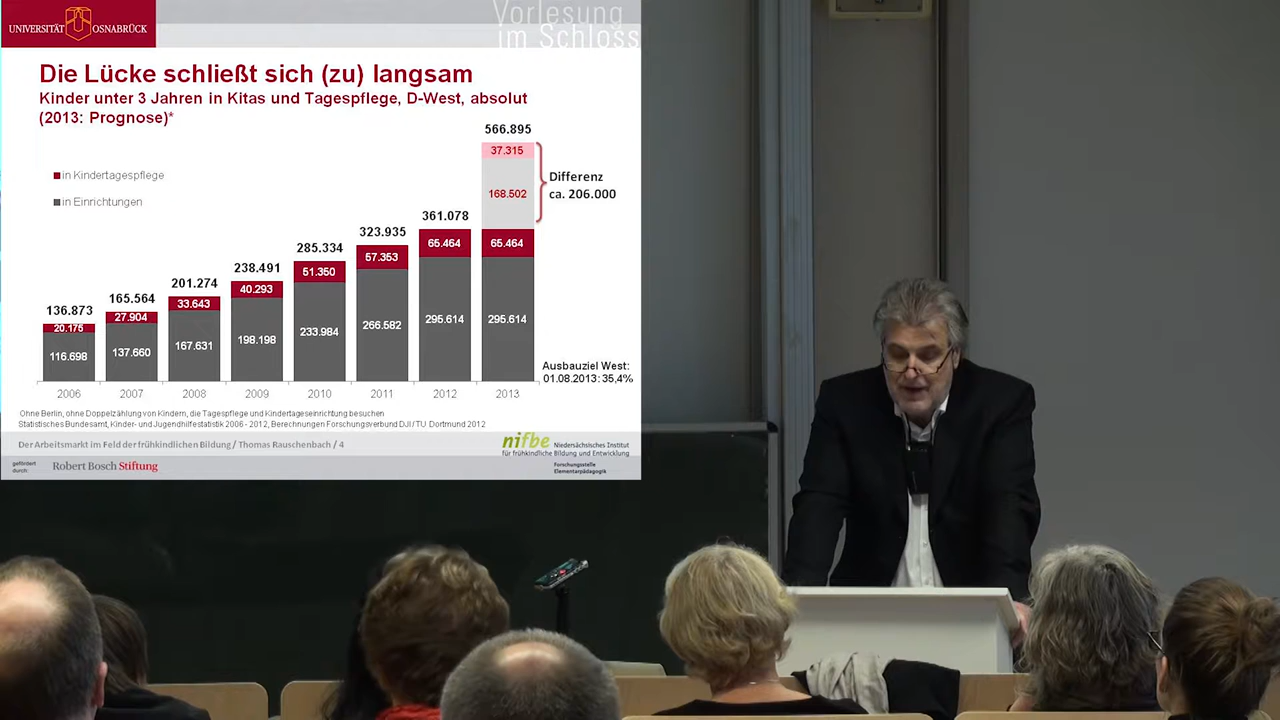 UNIVERSITÄT OSNABRÜCK
Vorlesung
im Schloss
Die Lücke schließt sich (zu) langsam
Kinder unter 3 Jahren in Kitas und Tagespflege, D-West, absolut
(2013: Prognose)*
in Kindertagespflege
in Einrichtungen
136.873
20.175
116.698
165.564
27.904
137.660
201.274
33.643
167.631
238.491
40.293
198.198
285.334
51.350
233.984
323.935
57.353
266.582
361.078
65.464
295.614
566.895
37.315
168.502
65.464
295.614
Differenz
ca. 206.000
Ausbauziel West:
01.08.2013: 35,4%
2006 2007 2008 2009 2010 2011 2012 2013
Ohne Berlin, ohne Doppelzählung von Kindern, die Tagespflege und Kindertageseinrichtung besuchen
Statistisches Bundesamt, Kinder- und Jugendhilfestatistik 2006 - 2012, Berechnungen Forschungsverbund DJI/TU Dortmund 2012
Der Arbeitsmarkt im Feld der frühkindlichen Bildung / Thomas Rauschenbach / 4
nifbe Niedersächsisches Institut
für frühkindliche Bildung und Entwicklung
Forschungsstelle
Elementarpädagogik
gefördert
durch:
Robert Bosch Stiftung